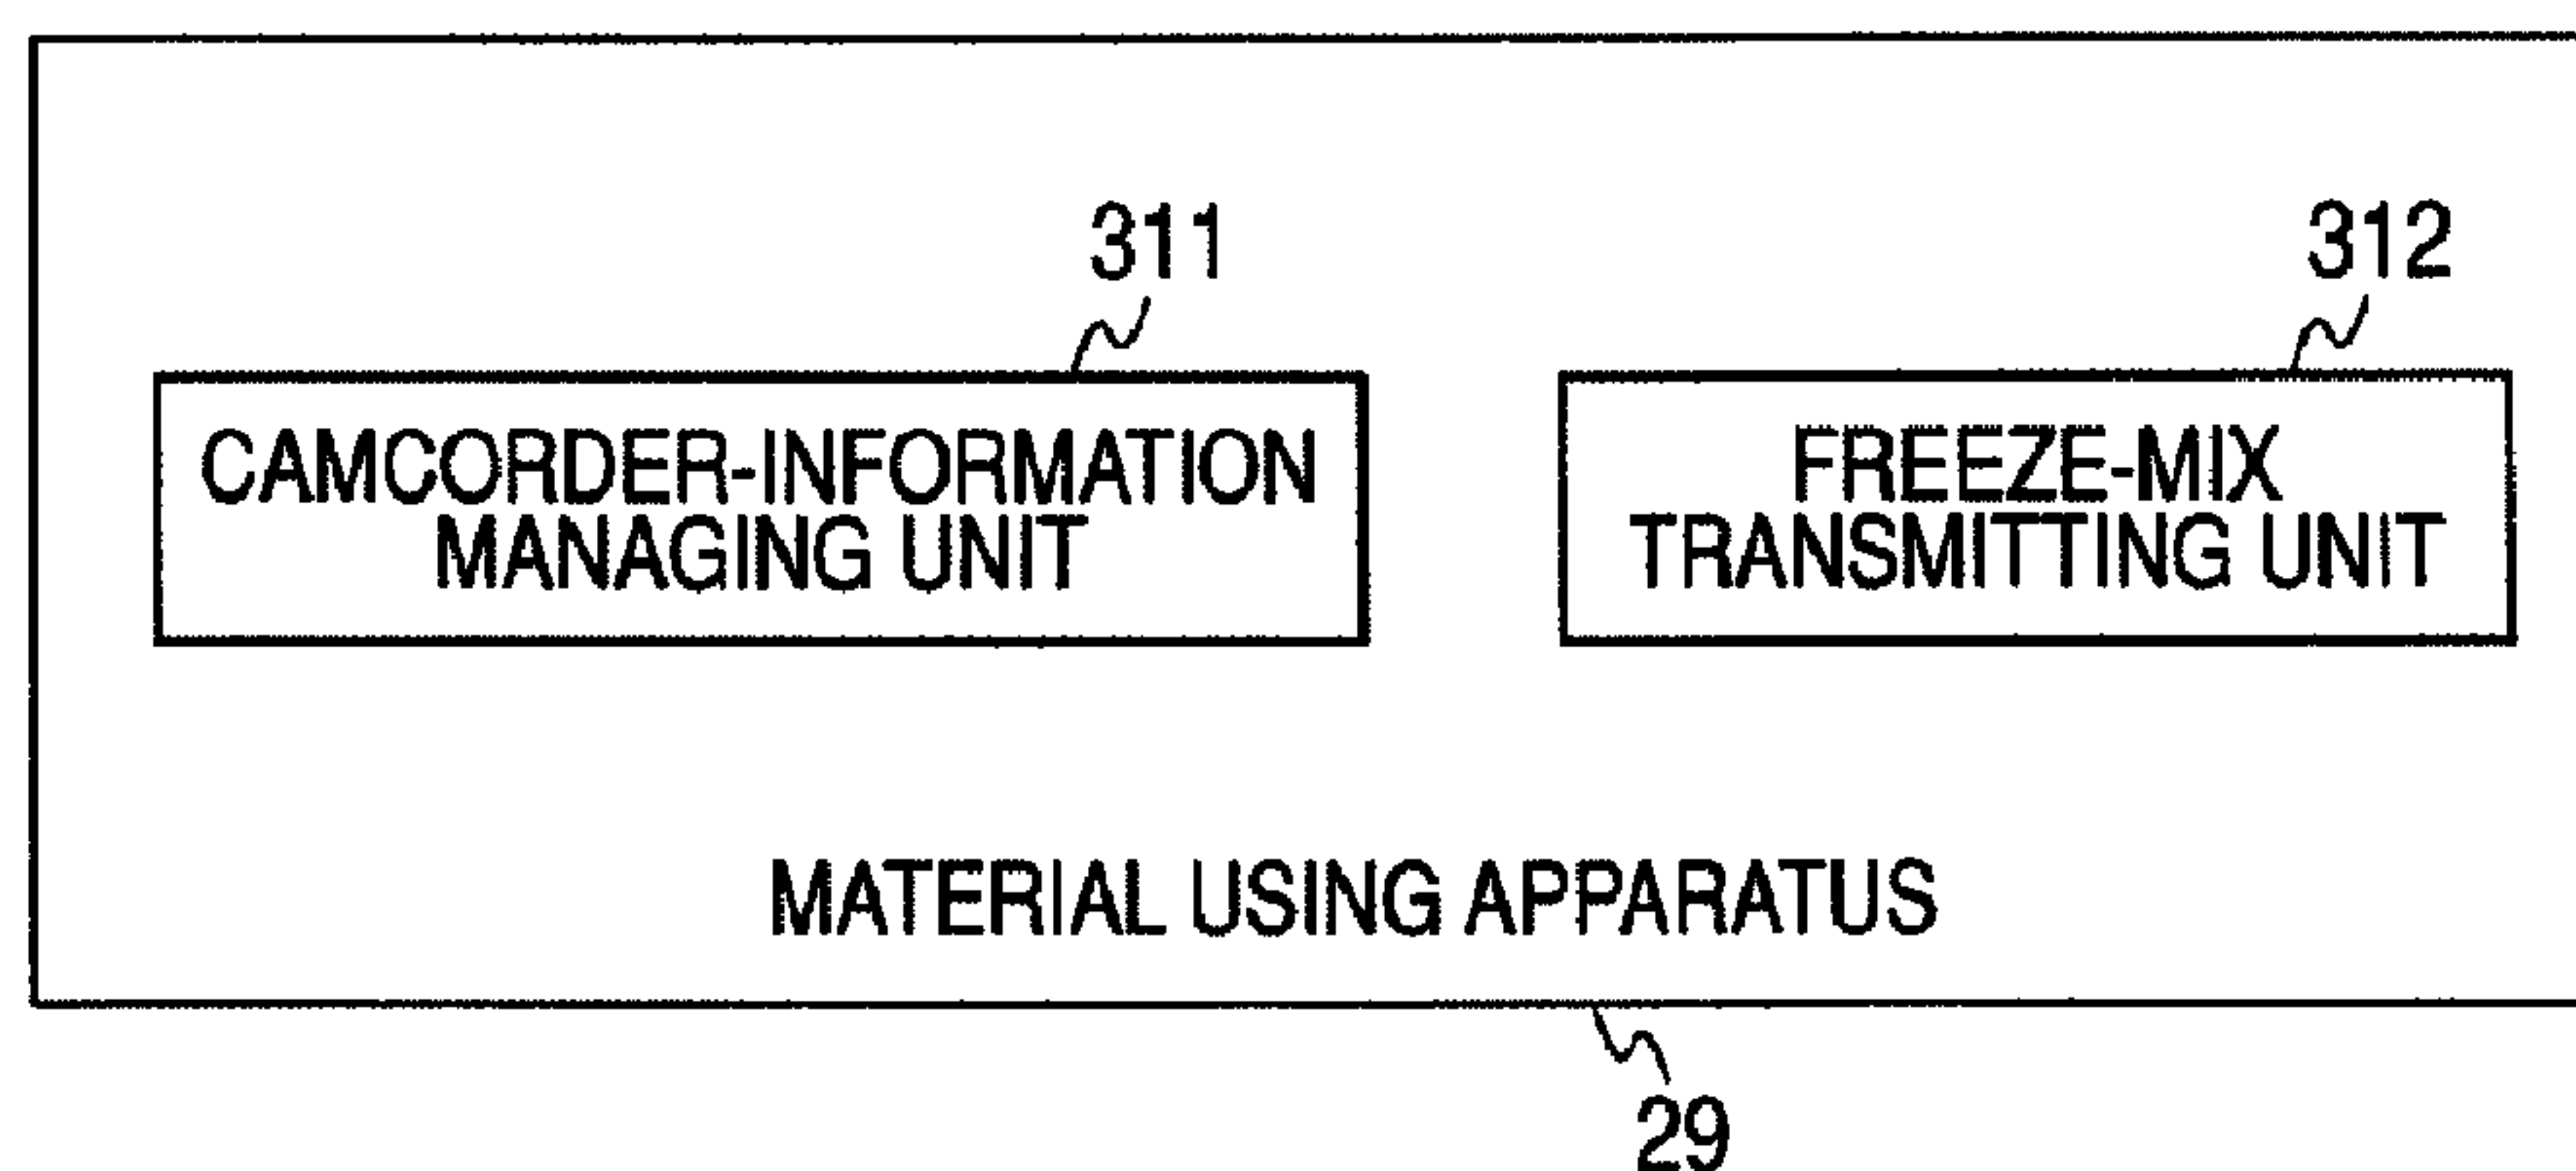 311
312
CAMCORDER-INFORMATION
MANAGING UNIT
FREEZE-MIX
TRANSMITTING UNIT
MATERIAL USING APPARATUS
29